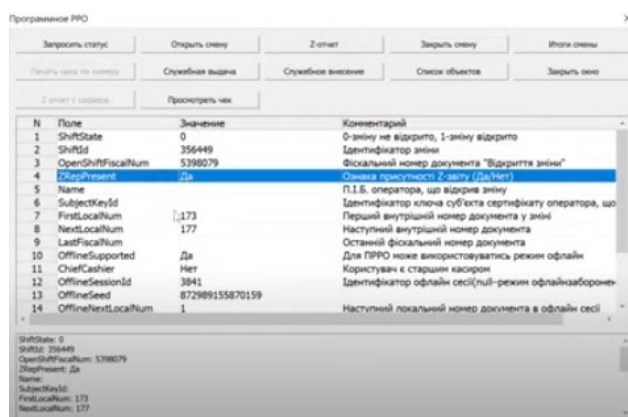 Программное РРО
Запросить статус Открыть смену Z-отчет Закрыть смену Итоги смены
Печать чека по номеру Служебная выдача Служебное внесение Список объектов Закрыть окно
Z отчет с сервера Просмотреть чек
N Поле Значение Комментарий
1 ShiftState 0 0-зміну не відкрито, 1-зміну відкрито
2 ShiftId 356449 Ідентифікатор зміни
3 OpenShiftFiscalNum 5398079 Фіскальний номер документа "Відкриття зміни"
4 ZRepPresent Да Ознака присутності Z-звіту (Да/Нет)
5 Name П.І.Б. оператора, що відкрив зміну
6 SubjectKeyId Ідентифікатор ключа суб'єкта сертифікату оператора, що
7 FirstLocalNum 173 Перший внутрішній номер документа у зміні
8 NextLocalNum 177 Наступний внутрішній номер документа
9 LastFiscalNum Останній фіскальний номер документа
10 OfflineSupported Да Для ПРРО може використовуватись режим офлайн
11 ChiefCashier Нет Користувач є старшим касиром
12 OfflineSessionId 3841 Ідентифікатор офлайн сесії(null-режим офлайнзаборонен
13 OfflineSeed 872989155870159
14 OfflineNextLocalNum 1 Наступний локальний номер документа в офлайн сесії
ShiftState: 0
ShiftId: 356449
OpenShiftFiscalNum: 5398079
ZRepPresent: Да
Name:
SubjectKeyId:
FirstLocalNum: 173
NextLocalNum: 177